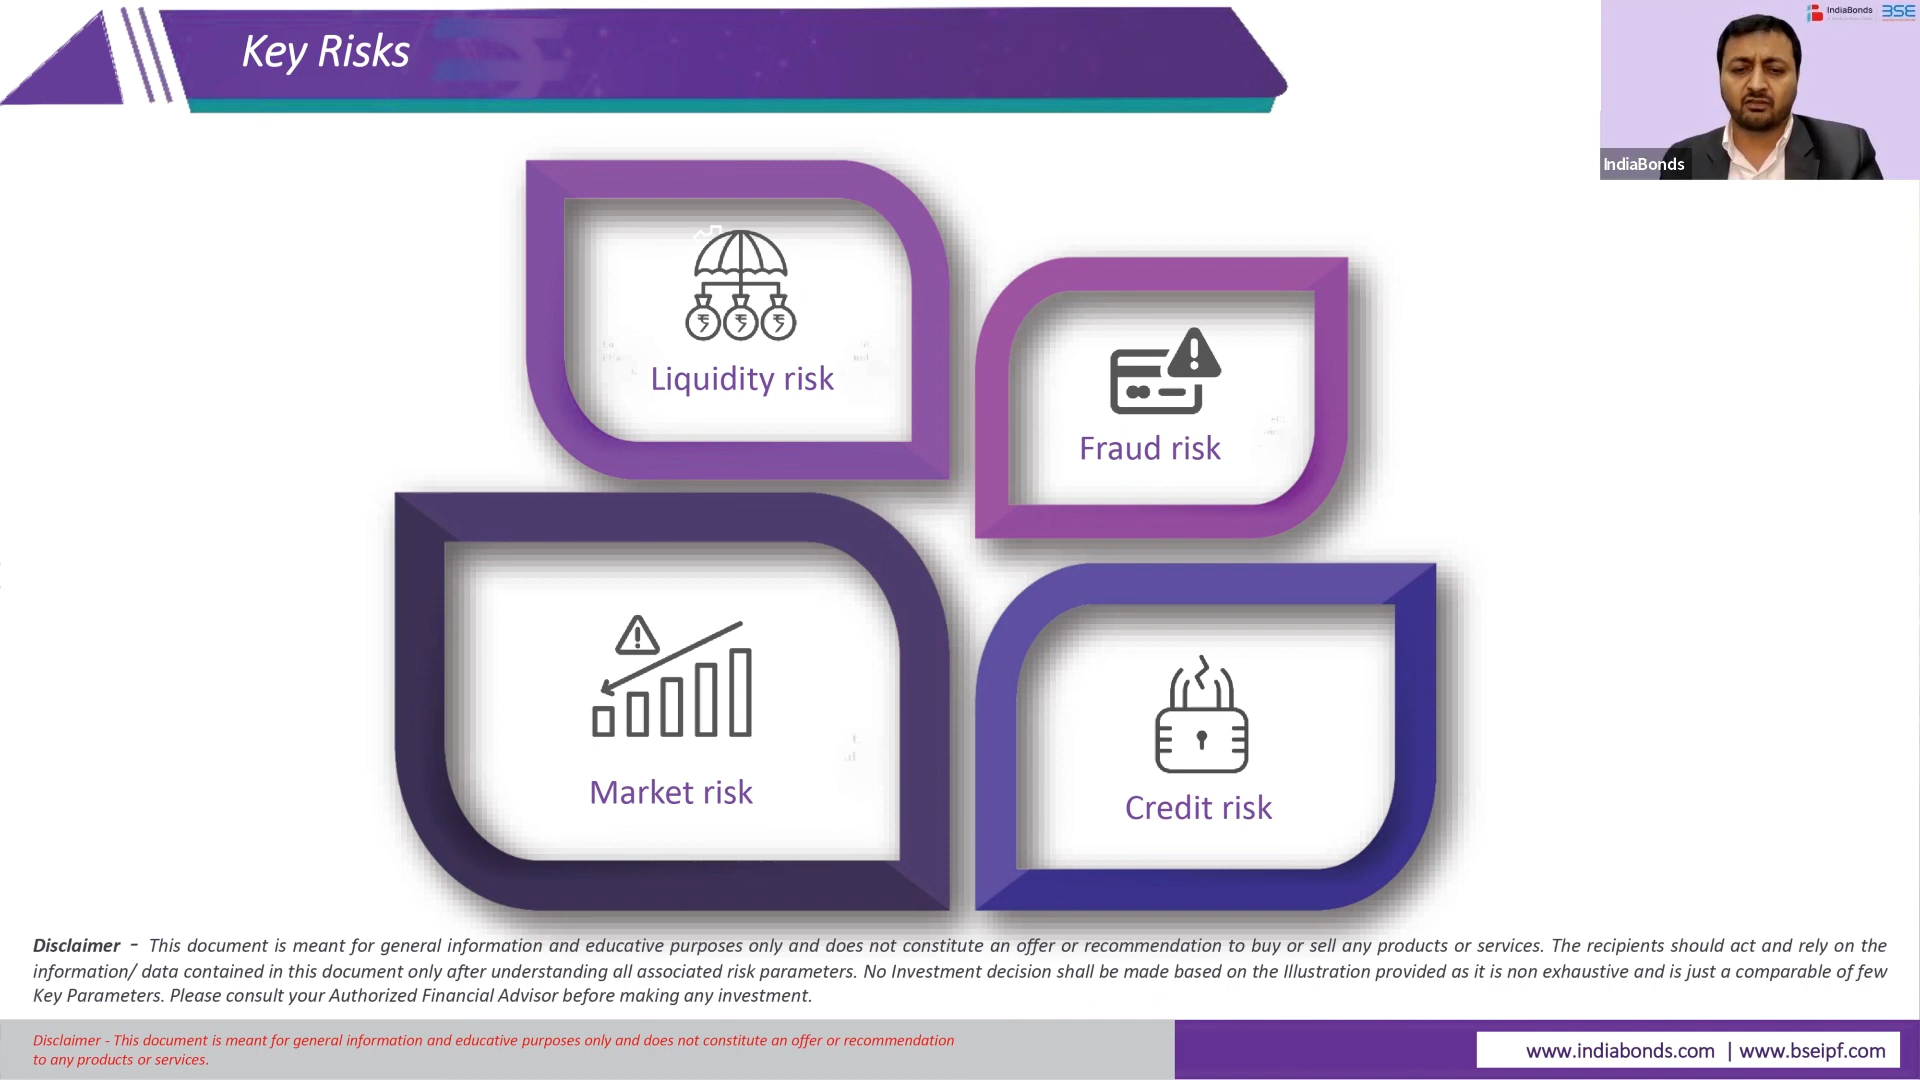 Key Risks
IndiaBonds
BSE
IndiaBonds
₹ ₹ ₹
Liquidity risk
Fraud risk
Market risk
Credit risk
Disclaimer - This document is meant for general information and educative purposes only and does not constitute an offer or recommendation to buy or sell any products or services. The recipients should act and rely on the
information/ data contained in this document only after understanding all associated risk parameters. No Investment decision shall be made based on the Illustration provided as it is non exhaustive and is just a comparable of few
Key Parameters. Please consult your Authorized Financial Advisor before making any investment.
Disclaimer - This document is meant for general information and educative purposes only and does not constitute an offer or recommendation
to any products or services.
www.indiabonds.com | www.bseipf.com